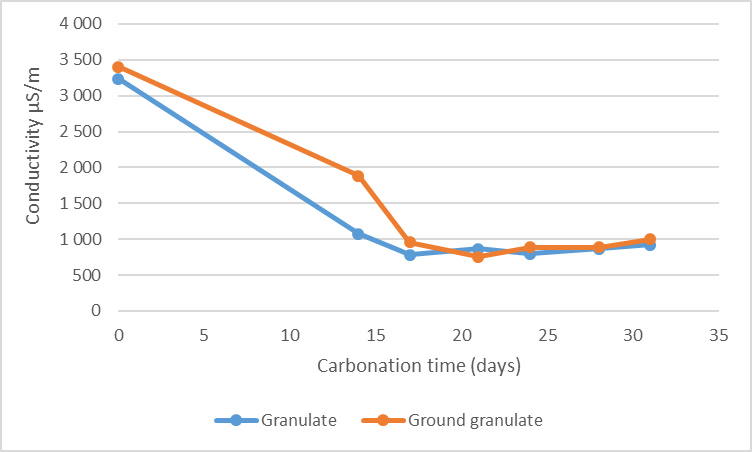 4 000
3 500
3 000
2 500
2 000
1 500
1 000
500
0
Conductivity µS/m
0 5 10 15 20 25 30 35
Carbonation time (days)
Granulate Ground granulate